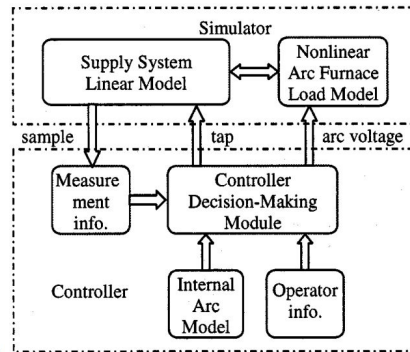 Simulator
Supply System
Linear Model
Nonlinear
Arc Furnace
Load Model
sample
tap
arc voltage
Measure
ment
info.
Controller
Decision-Making
Module
Controller
Internal
Arc
Model
Operator
info.